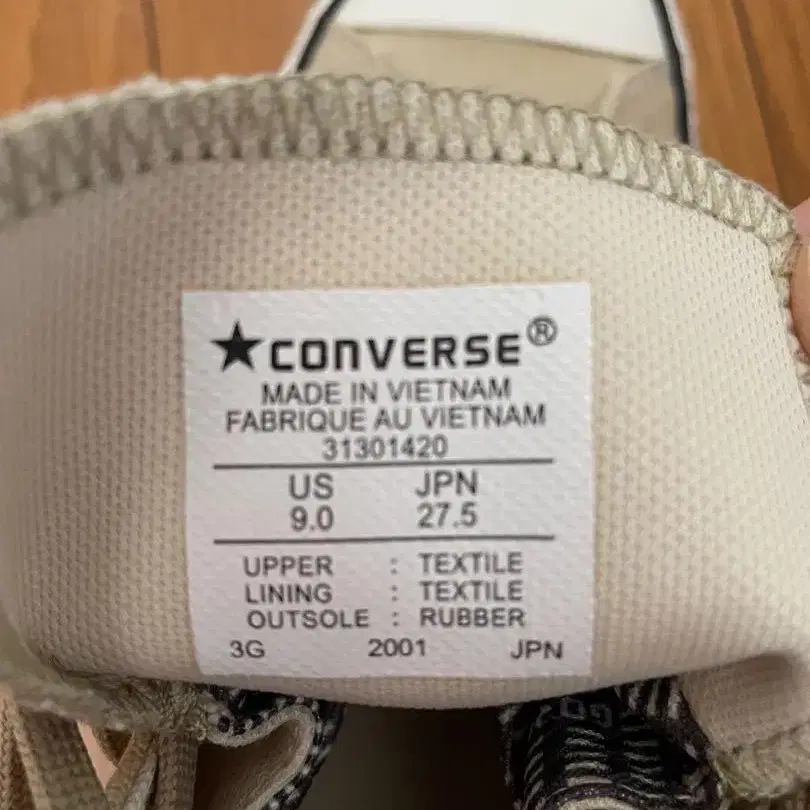 ★CONVERSE®
MADE IN VIETNAM
FABRIQUE AU VIETNAM
31301420
US JPN
9.0 27.5
UPPER : TEXTILE
LINING : TEXTILE
OUTSOLE : RUBBER
3G 2001 JPN